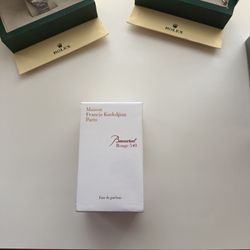 ROLEX
ROLEX
Maison
Francis Kurkdjian
Paris
Baccarat
Rouge 540
Eau de parfum